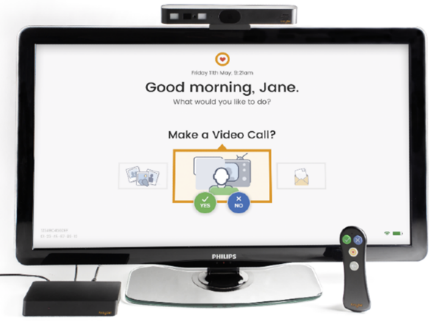 Friday 11th May. 9:21am
Good morning, Jane.
What would you like to do?
Make a Video Call?
YES
NO
PHILIPS